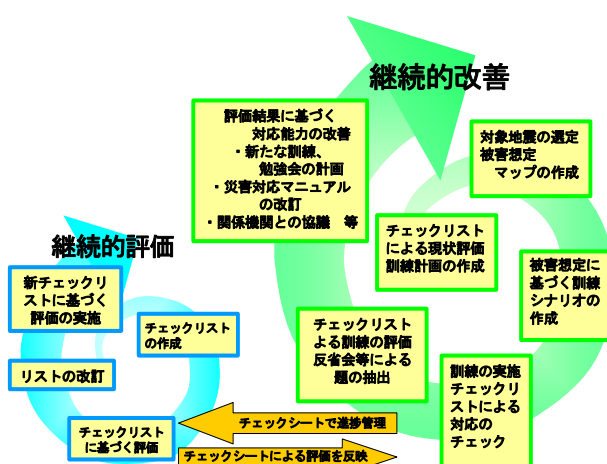 継続的改善
評価結果に基づく
対応能力の改善
・新たな訓練、
勉強会の計画
・災害対応マニュアル
の改訂
・関係機関との協議 等
対象地震の選定
被害想定
マップの作成
チェックリスト
による現状評価
訓練計画の作成
被害想定に
基づく訓練
シナリオの
作成
チェックリスト
よる訓練の評価
反省会等による
題の抽出
訓練の実施
チェックリ
ストによる
対応の
チェック
継続的評価
新チェックリ
ストに基づく
評価の実施
チェックリスト
の作成
リストの改訂
チェックリスト
に基づく評価
チェックシートで進捗管理
チェックシートによる評価を反映